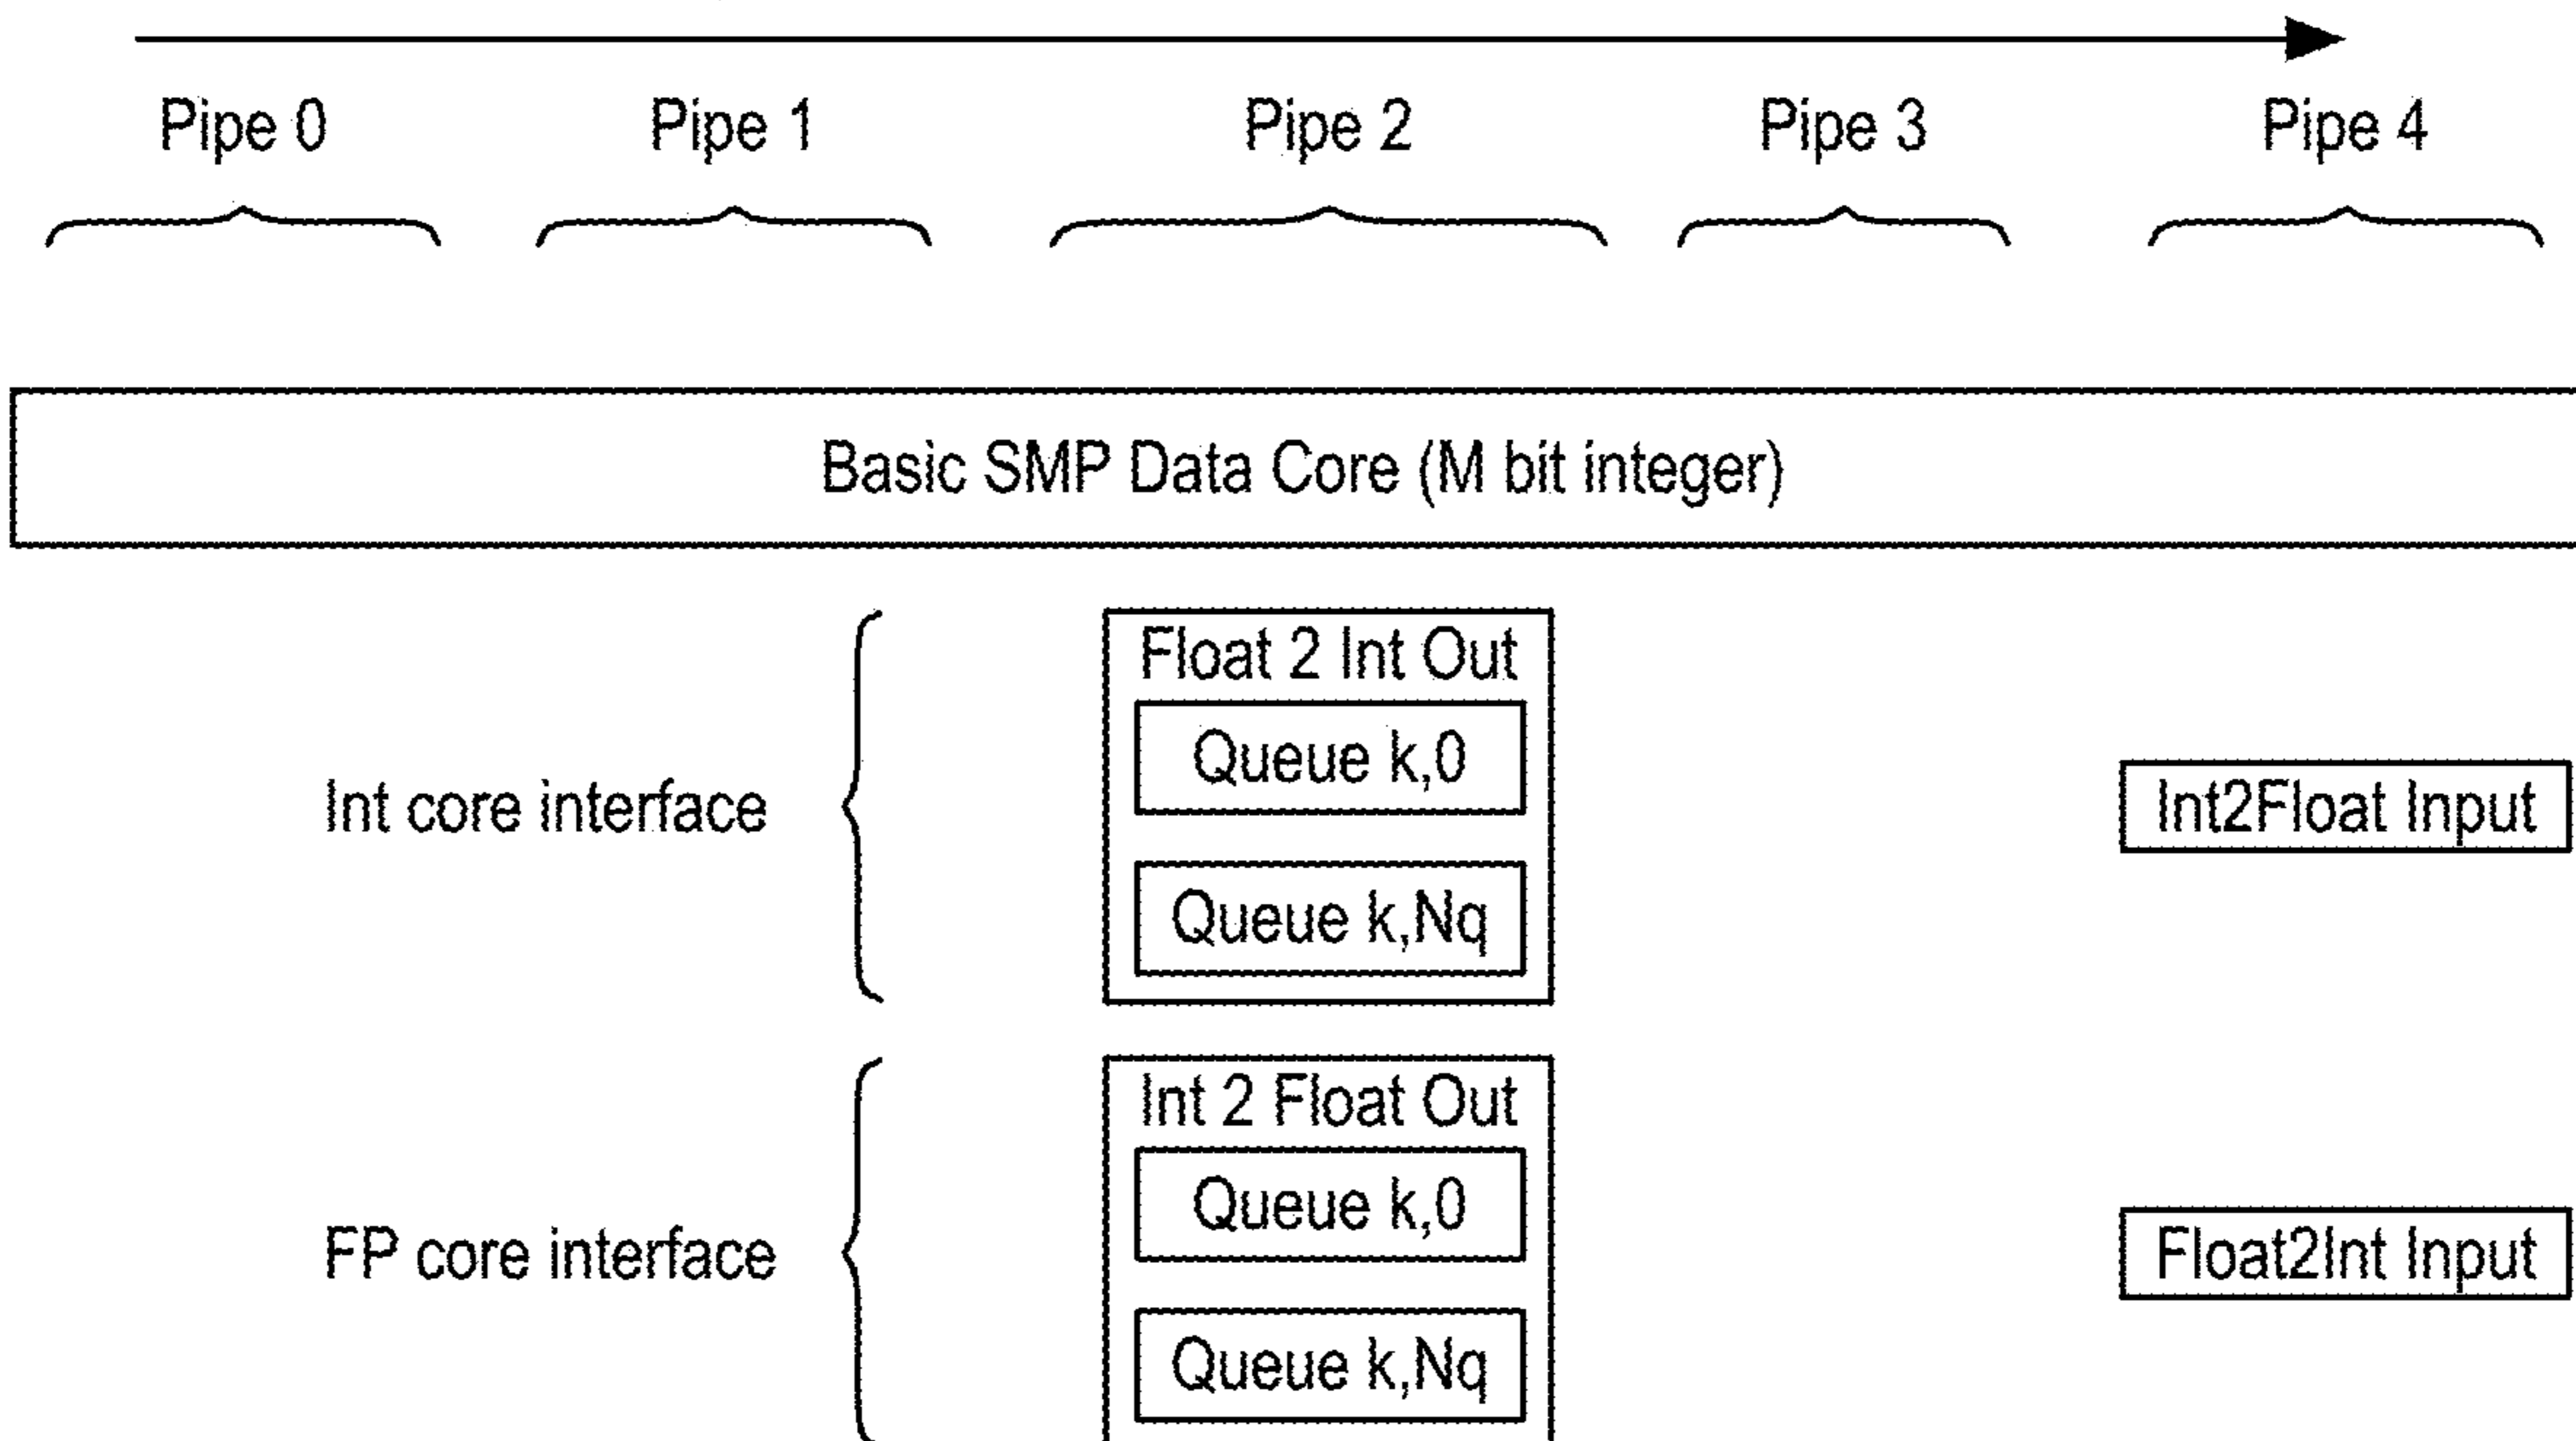 Pipe 0 Pipe 1 Pipe 2 Pipe 3 Pipe 4
Basic SMP Data Core (M bit integer)
Float 2 Int Out
Queue k,0
Int core interface
Int2Float Input
Queue k,Nq
Int 2 Float Out
Queue k,0
FP core interface
Float2Int Input
Queue k,Nq